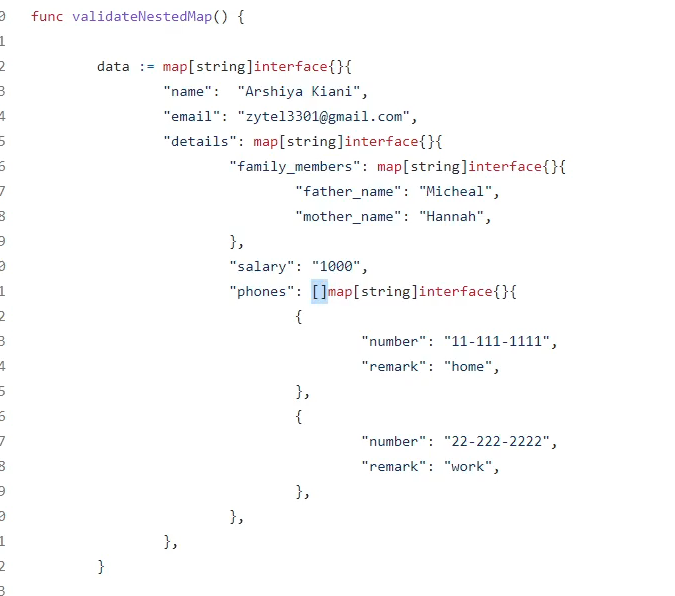 0 func validateNestedMap() {
1
2 data := map[string]interface{}{
3 "name":  "Arshiya Kiani",
4 "email": "zytel3301@gmail.com",
5 "details": map[string]interface{}{
6 "family_members": map[string]interface{}{
7 "father_name": "Micheal",
8 "mother_name": "Hannah",
9 },
0 "salary": "1000",
1 "phones": []map[string]interface{}{
2 {
3 "number": "11-111-1111",
4 "remark": "home",
5 },
6 {
7 "number": "22-222-2222",
8 "remark": "work",
9 },
0 },
1 },
2 }
3